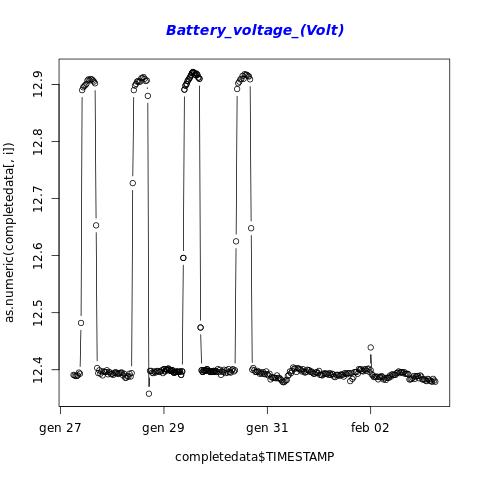 Battery_voltage_(Volt)
as.numeric(completedata[, i])
12.9
12.8
12.7
12.6
12.5
12.4
gen 27
gen 29
gen 31
feb 02
completedata$TIMESTAMP